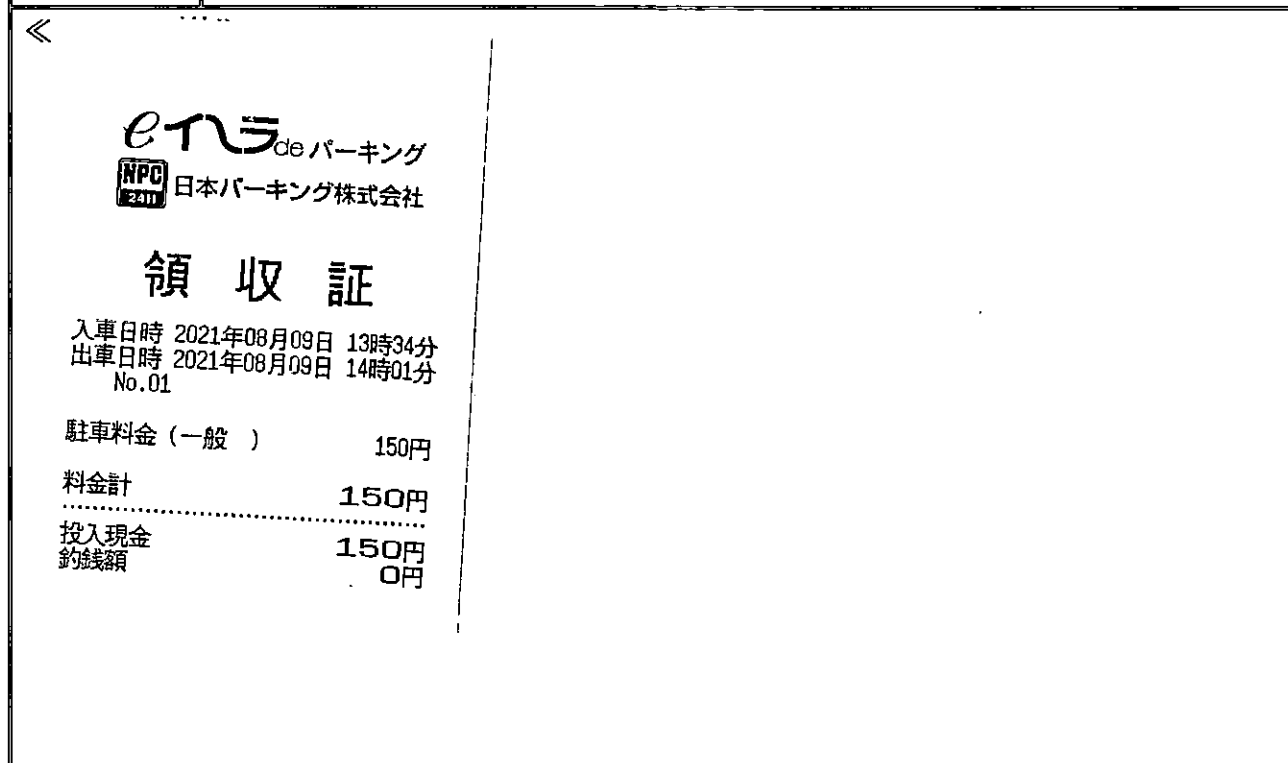 ≪
eイ〜ラdeパーキング
NPC
24H
日本パーキング株式会社
領 収 証
入車日時 2021年08月09日 13時34分
出車日時 2021年08月09日 14時01分
No.01
駐車料金(一般 ) 150円
料金計 150円
投入現金 150円
釣銭額 0円